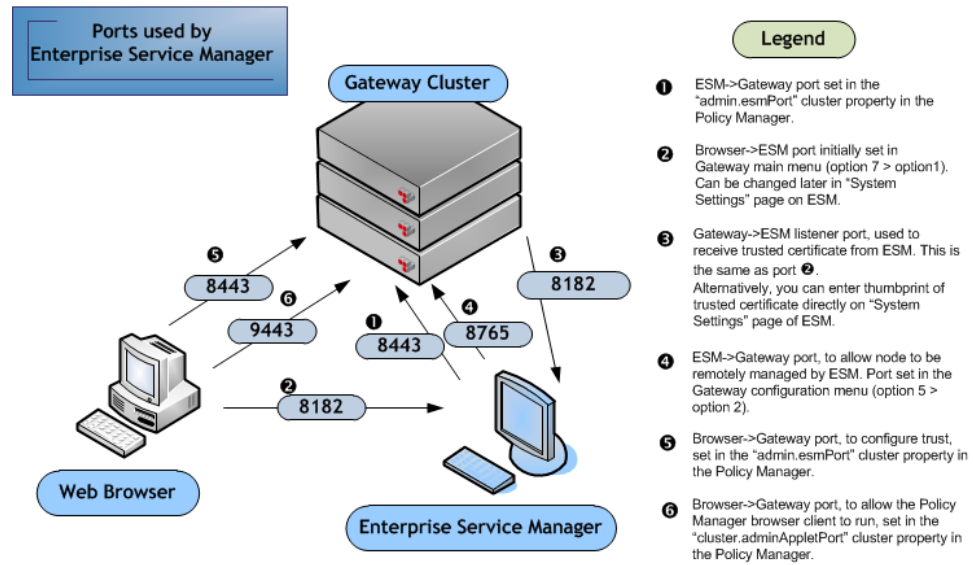 Ports used by
Enterprise Service Manager
Gateway Cluster
❺
8443
❻
9443
❶
8443
❹
8765
❸
8182
❷
8182
Web Browser
Enterprise Service Manager
Legend
❶ ESM->Gateway port set in the
"admin.esmPort" cluster property in the
Policy Manager.
❷ Browser->ESM port initially set in
Gateway main menu (option 7 > option1).
Can be changed later in "System
Settings" page on ESM.
❸ Gateway->ESM listener port, used to
receive trusted certificate from ESM. This is
the same as port ❷.
Alternatively, you can enter thumbprint of
trusted certificate directly on "System
Settings" page of ESM.
❹ ESM->Gateway port, to allow node to be
remotely managed by ESM. Port set in the
Gateway configuration menu (option 5 >
option 2).
❺ Browser->Gateway port, to configure trust,
set in the "admin.esmPort" cluster property in
the Policy Manager.
❻ Browser->Gateway port, to allow the Policy
Manager browser client to run, set in the
"cluster.adminAppletPort" cluster property in
the Policy Manager.